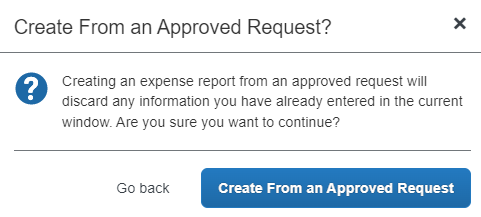 Create From an Approved Request?
Creating an expense report from an approved request will
discard any information you have already entered in the current
window. Are you sure you want to continue?
Go back
Create From an Approved Request